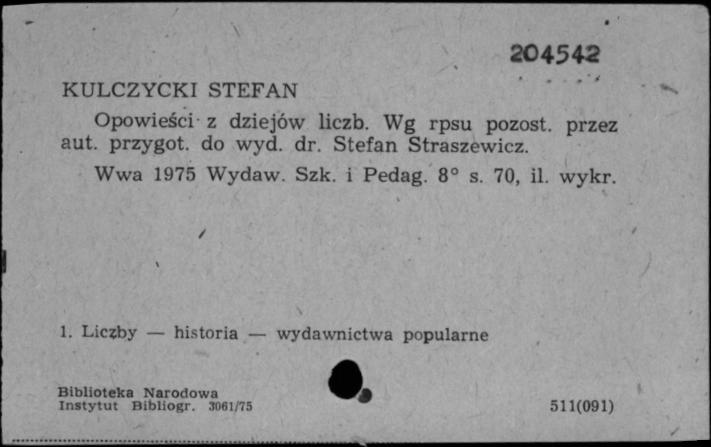 204542
KULCZYCKI STEFAN
Opowieści z dziejów liczb. Wg rpsu pozost. przez
aut. przygot. do wyd. dr. Stefan Straszewicz.
Wwa 1975 Wydaw. Szk. i Pedag. 8° s. 70, il. wykr.
1. Liczby — historia — wydawnictwa popularne
Biblioteka Narodowa
Instytut Bibliogr. 3061/75
511(091)